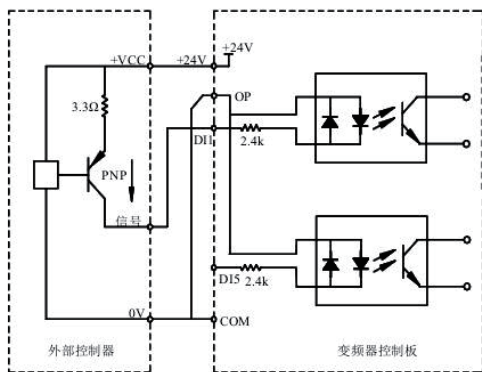 +24V
+VCC
+24V
OP
3.3Ω
DI1
2.4k
PNP
信号
DI5
2.4k
0V
COM
外部控制器
变频器控制板